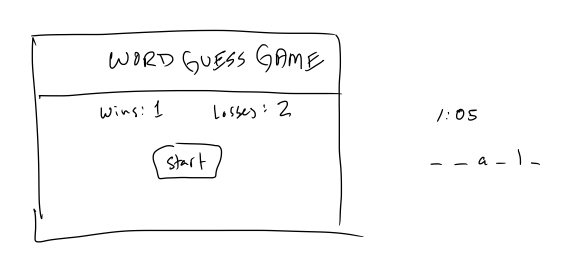 WORD GUESS GAME
Wins: 1 Losses: 2
start
1:05
_ _ a _ l _